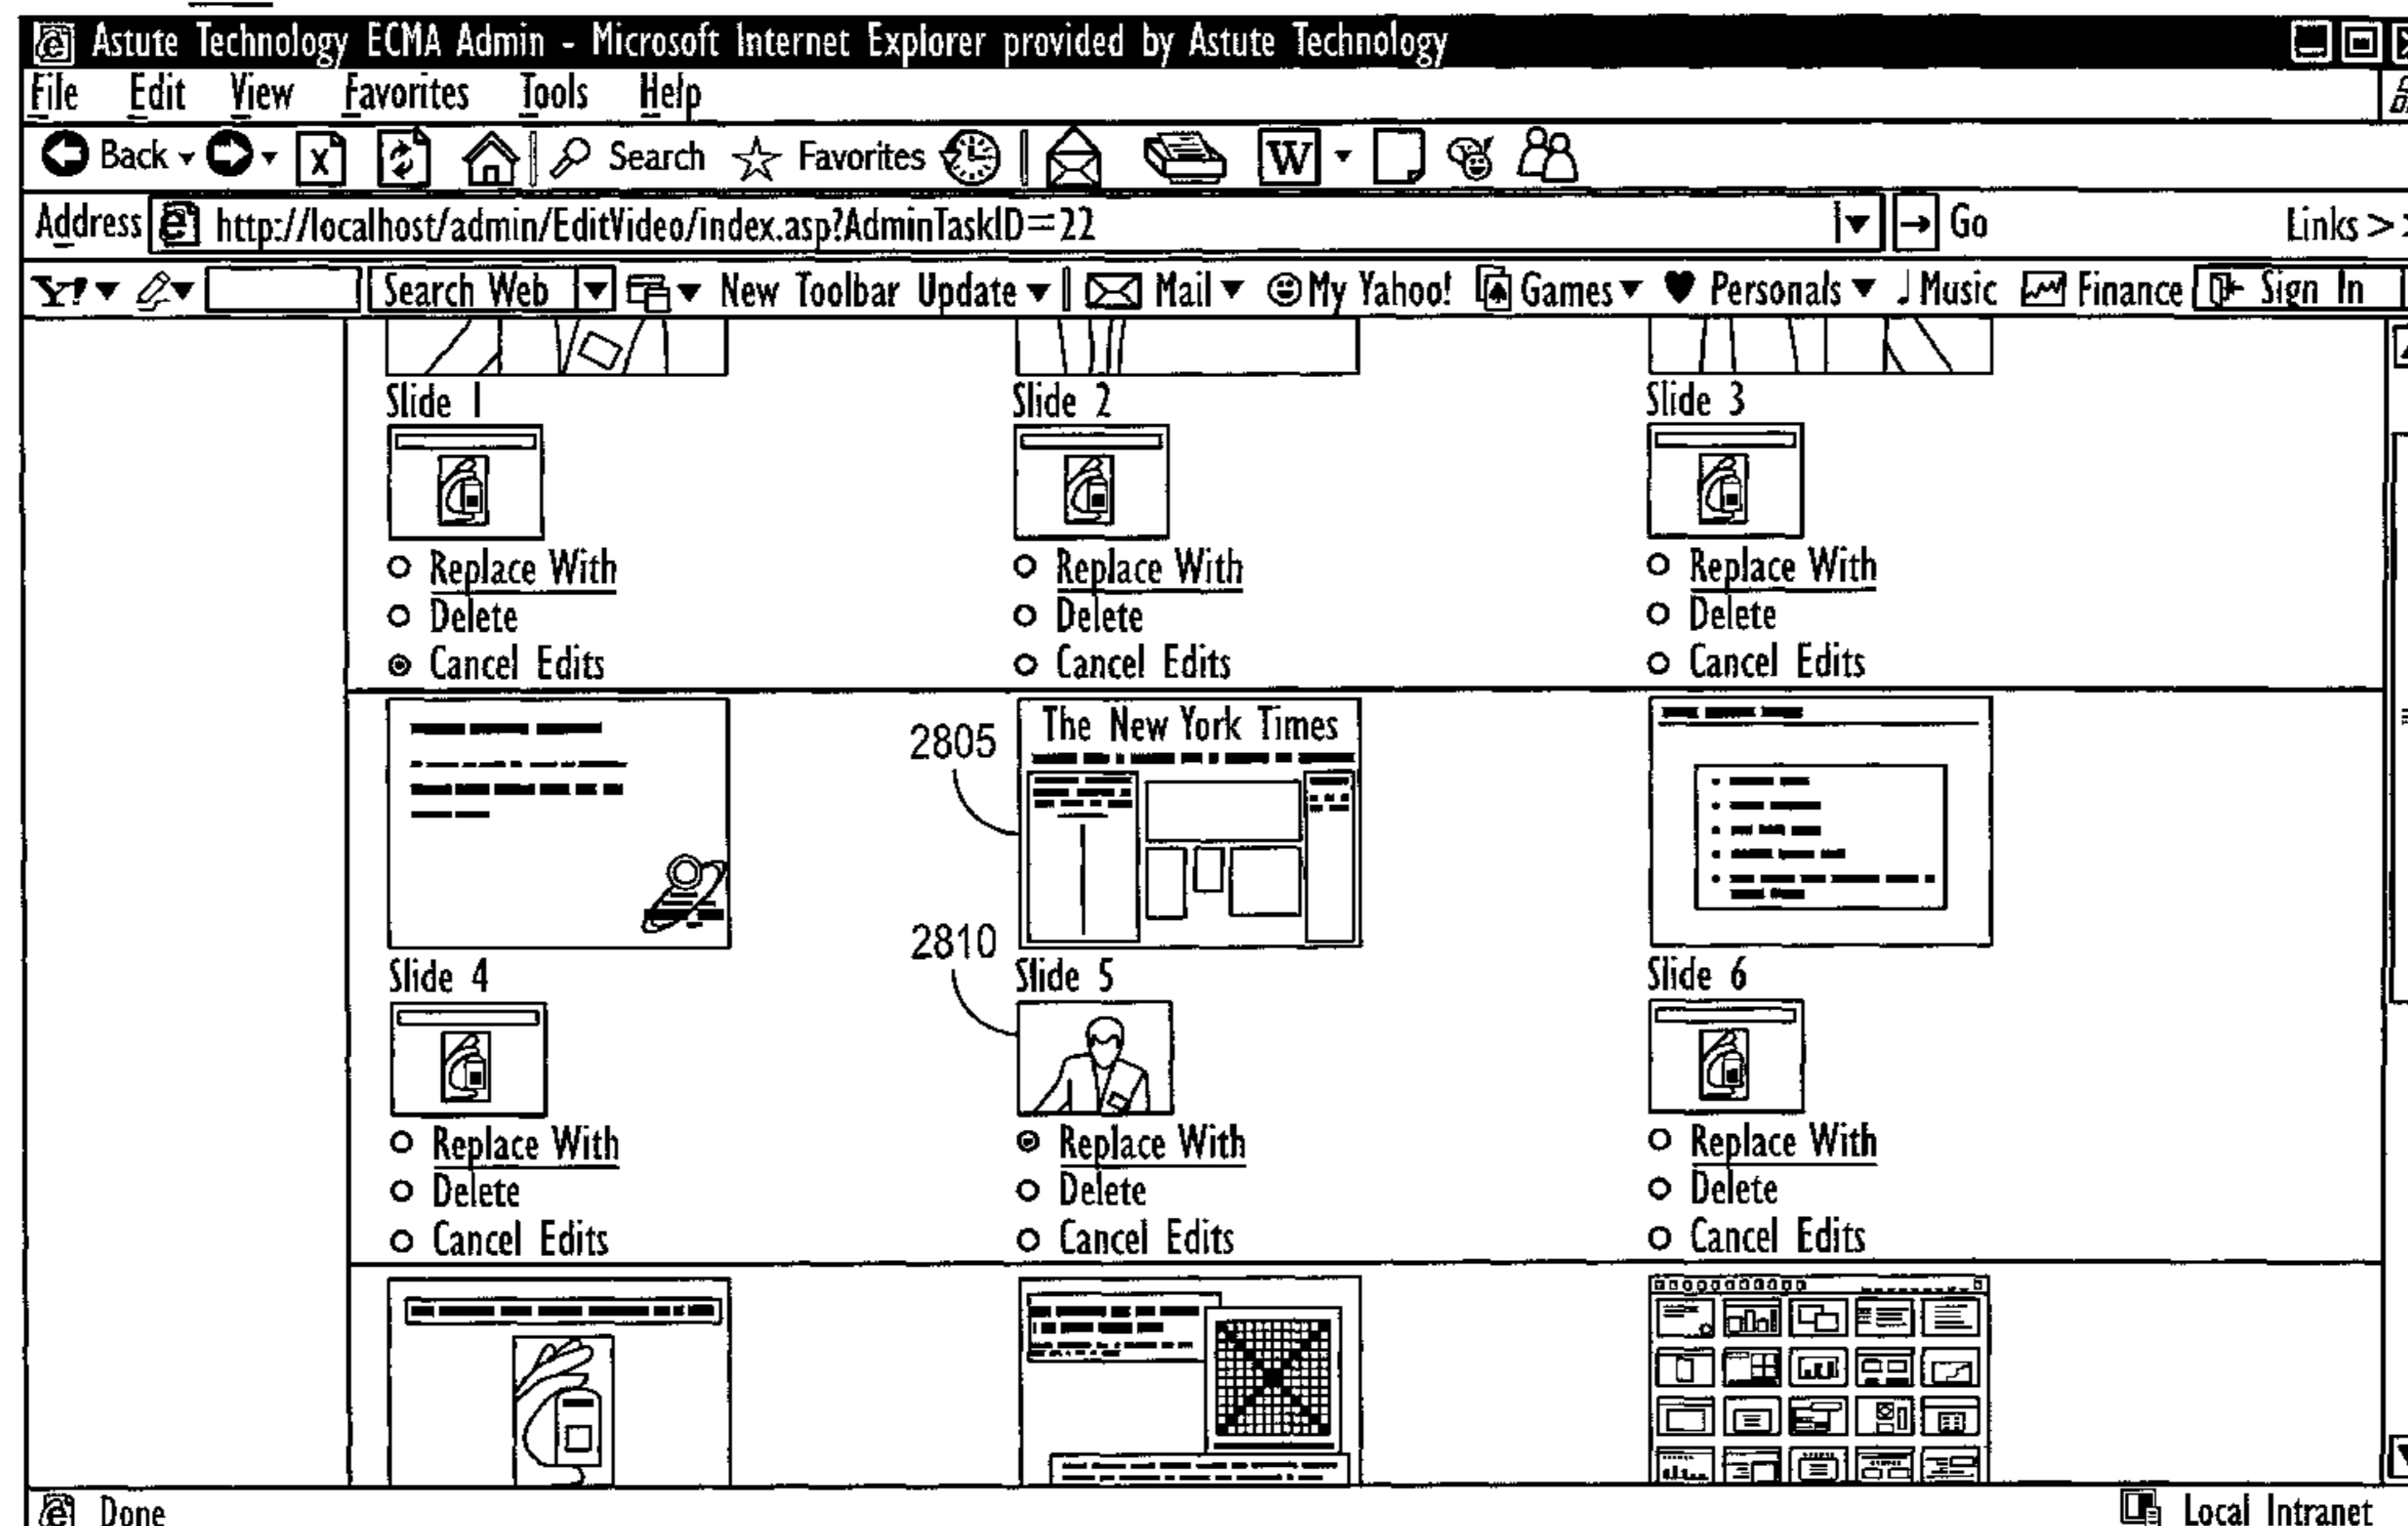 Astute Technology ECMA Admin - Microsoft Internet Explorer provided by Astute Technology
File Edit View Favorites Tools Help
Back Search Favorites W
Address http://localhost/admin/EditVideo/index.asp?AdminTaskID=22 Go Links >
Y! Search Web New Toolbar Update Mail My Yahoo! Games Personals Music Finance Sign In
Slide 1 Slide 2 Slide 3
Replace With Replace With Replace With
Delete Delete Delete
Cancel Edits Cancel Edits Cancel Edits
2805 The New York Times
2810
Slide 4 Slide 5 Slide 6
Replace With Replace With Replace With
Delete Delete Delete
Cancel Edits Cancel Edits Cancel Edits
Done Local Intranet